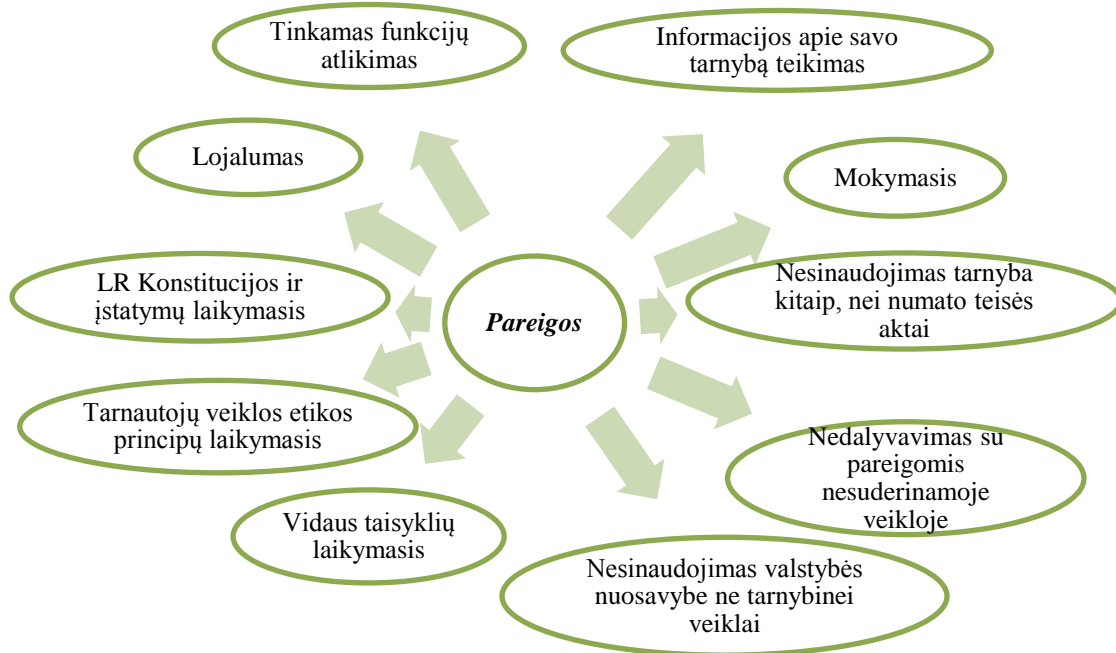 Tinkamas funkcijų
atlikimas
Informacijos apie savo
tarnybą teikimas
Lojalumas
Mokymasis
LR Konstitucijos ir
įstatymų laikymasis
Pareigos
Nesinaudojimas tarnyba
kitaip, nei numato teisės
aktai
Tarnautojų veiklos etikos
principų laikymasis
Nedalyvavimas su
pareigomis
nesuderinamoje
veikloje
Vidaus taisyklių
laikymasis
Nesinaudojimas valstybės
nuosavybe ne tarnybinei
veiklai